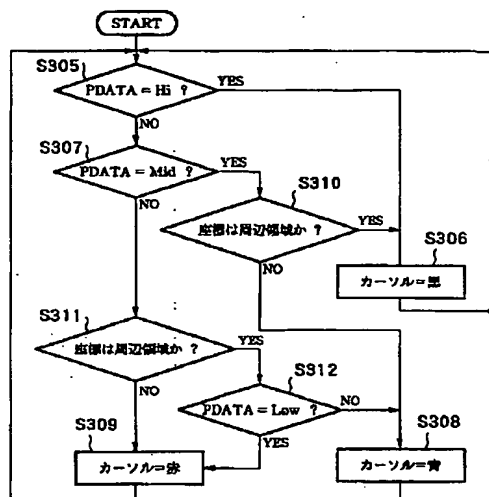 START
S305
PDATA = Hi ?
YES
NO
S307
PDATA = Mid ?
YES
NO
S310
座標は周辺領域か ?
YES
NO
S306
カーソル=黒
S311
座標は周辺領域か ?
YES
NO
S312
PDATA = Low ?
NO
YES
S309
カーソル=赤
S308
カーソル=青